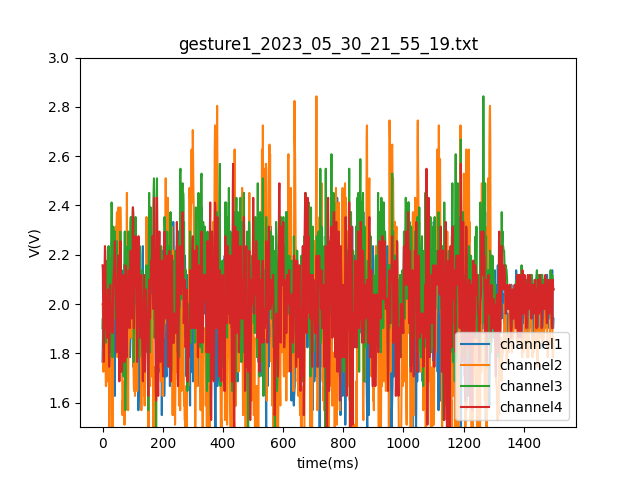 gesture1_2023_05_30_21_55_19.txt
3.0
2.8
2.6
2.4
2.2
2.0
1.8
1.6
V(V)
channel1
channel2
channel3
channel4
0 200 400 600 800 1000 1200 1400
time(ms)